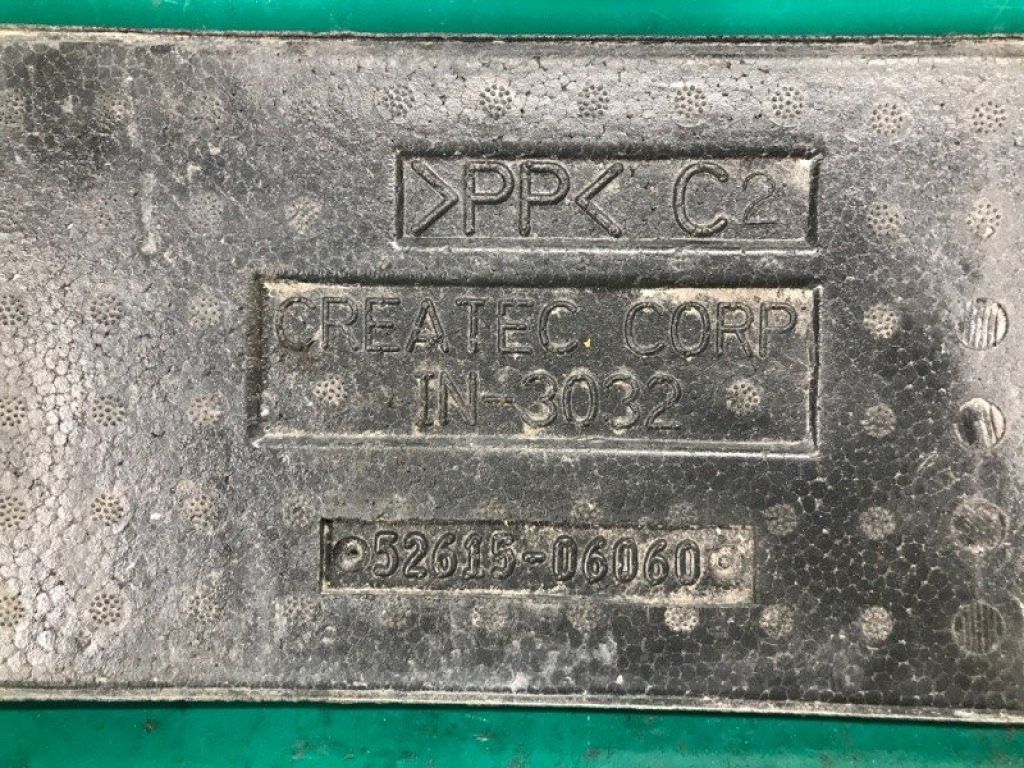 >PP< C2
CREATEC CORP
IN-3032
52615-06060